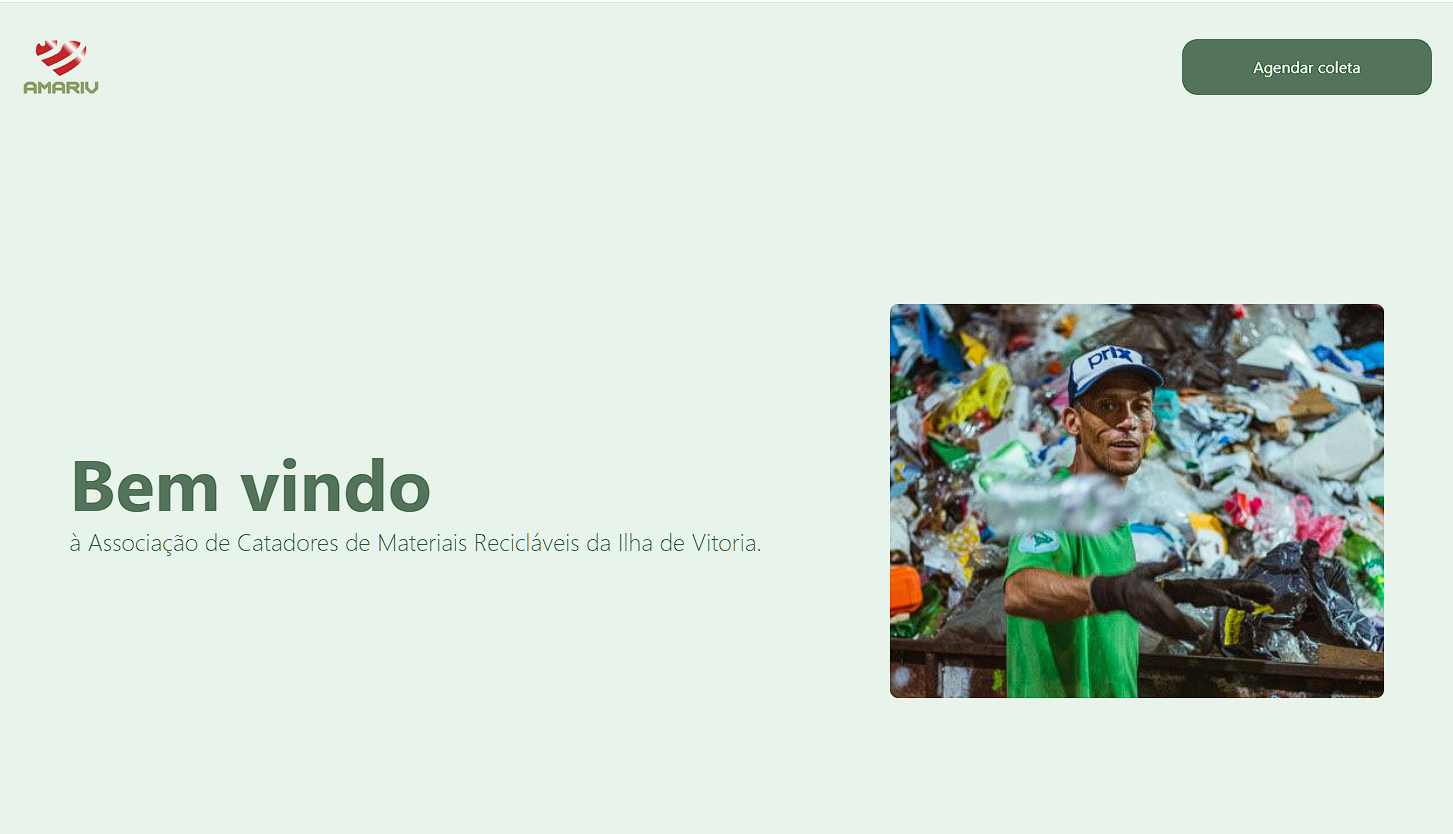 AMARIV
Agendar coleta
prix
Bem vindo
à Associação de Catadores de Materiais Recicláveis da Ilha de Vitoria.